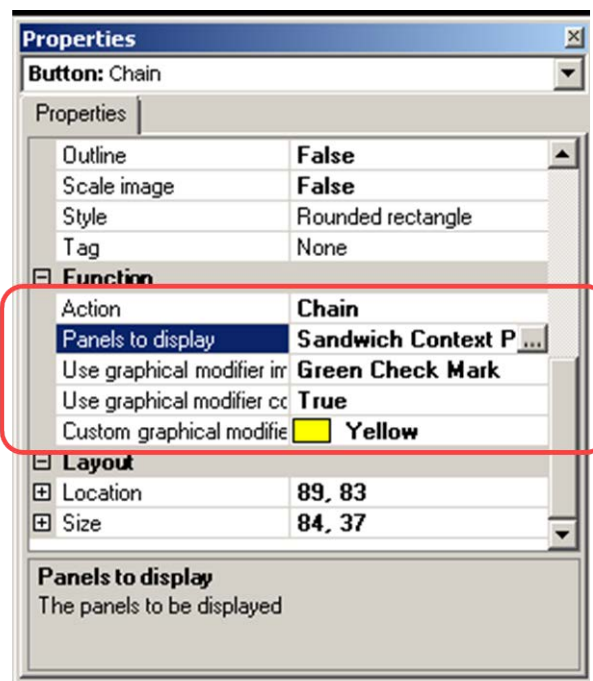 Properties
Button: Chain
Properties
Outline False
Scale image False
Style Rounded rectangle
Tag None
Function
Action Chain
Panels to display Sandwich Context P ...
Use graphical modifier im Green Check Mark
Use graphical modifier co True
Custom graphical modifie Yellow
Layout
Location 89, 83
Size 84, 37
Panels to display
The panels to be displayed